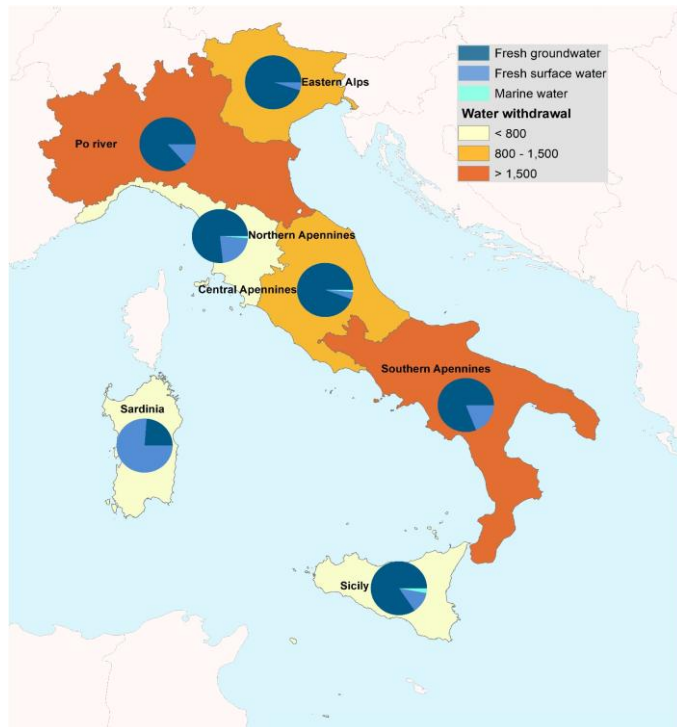 Fresh groundwater
Fresh surface water
Marine water
Water withdrawal
< 800
800 - 1,500
> 1,500
Eastern Alps
Po river
Northern Apennines
Central Apennines
Southern Apennines
Sardinia
Sicily